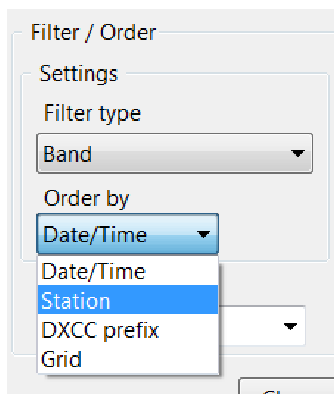 Filter / Order
Settings
Filter type
Band
Order by
Date/Time
Date/Time
Station
DXCC prefix
Grid